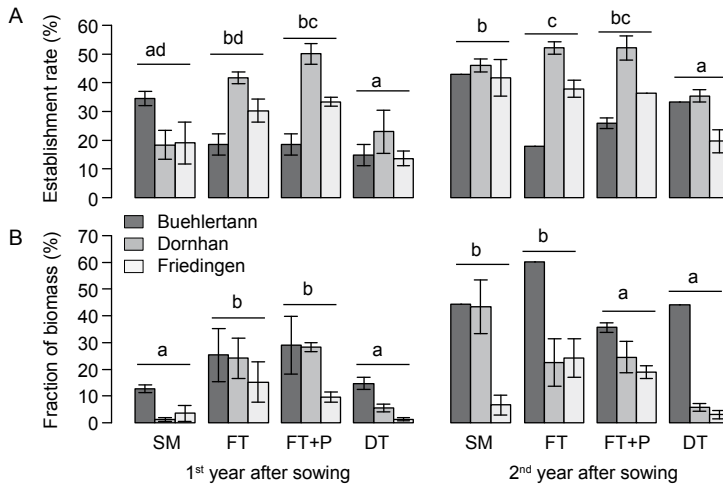 A
Establishment rate (%)
60
50
40
30
20
10
0
ad
bd
bc
a
b
c
bc
a
Buehlertann
Dornhan
Friedingen
B
Fraction of biomass (%)
70
60
50
40
30
20
10
0
a
b
b
a
b
b
a
a
SM FT FT+P DT SM FT FT+P DT
1st year after sowing 2nd year after sowing